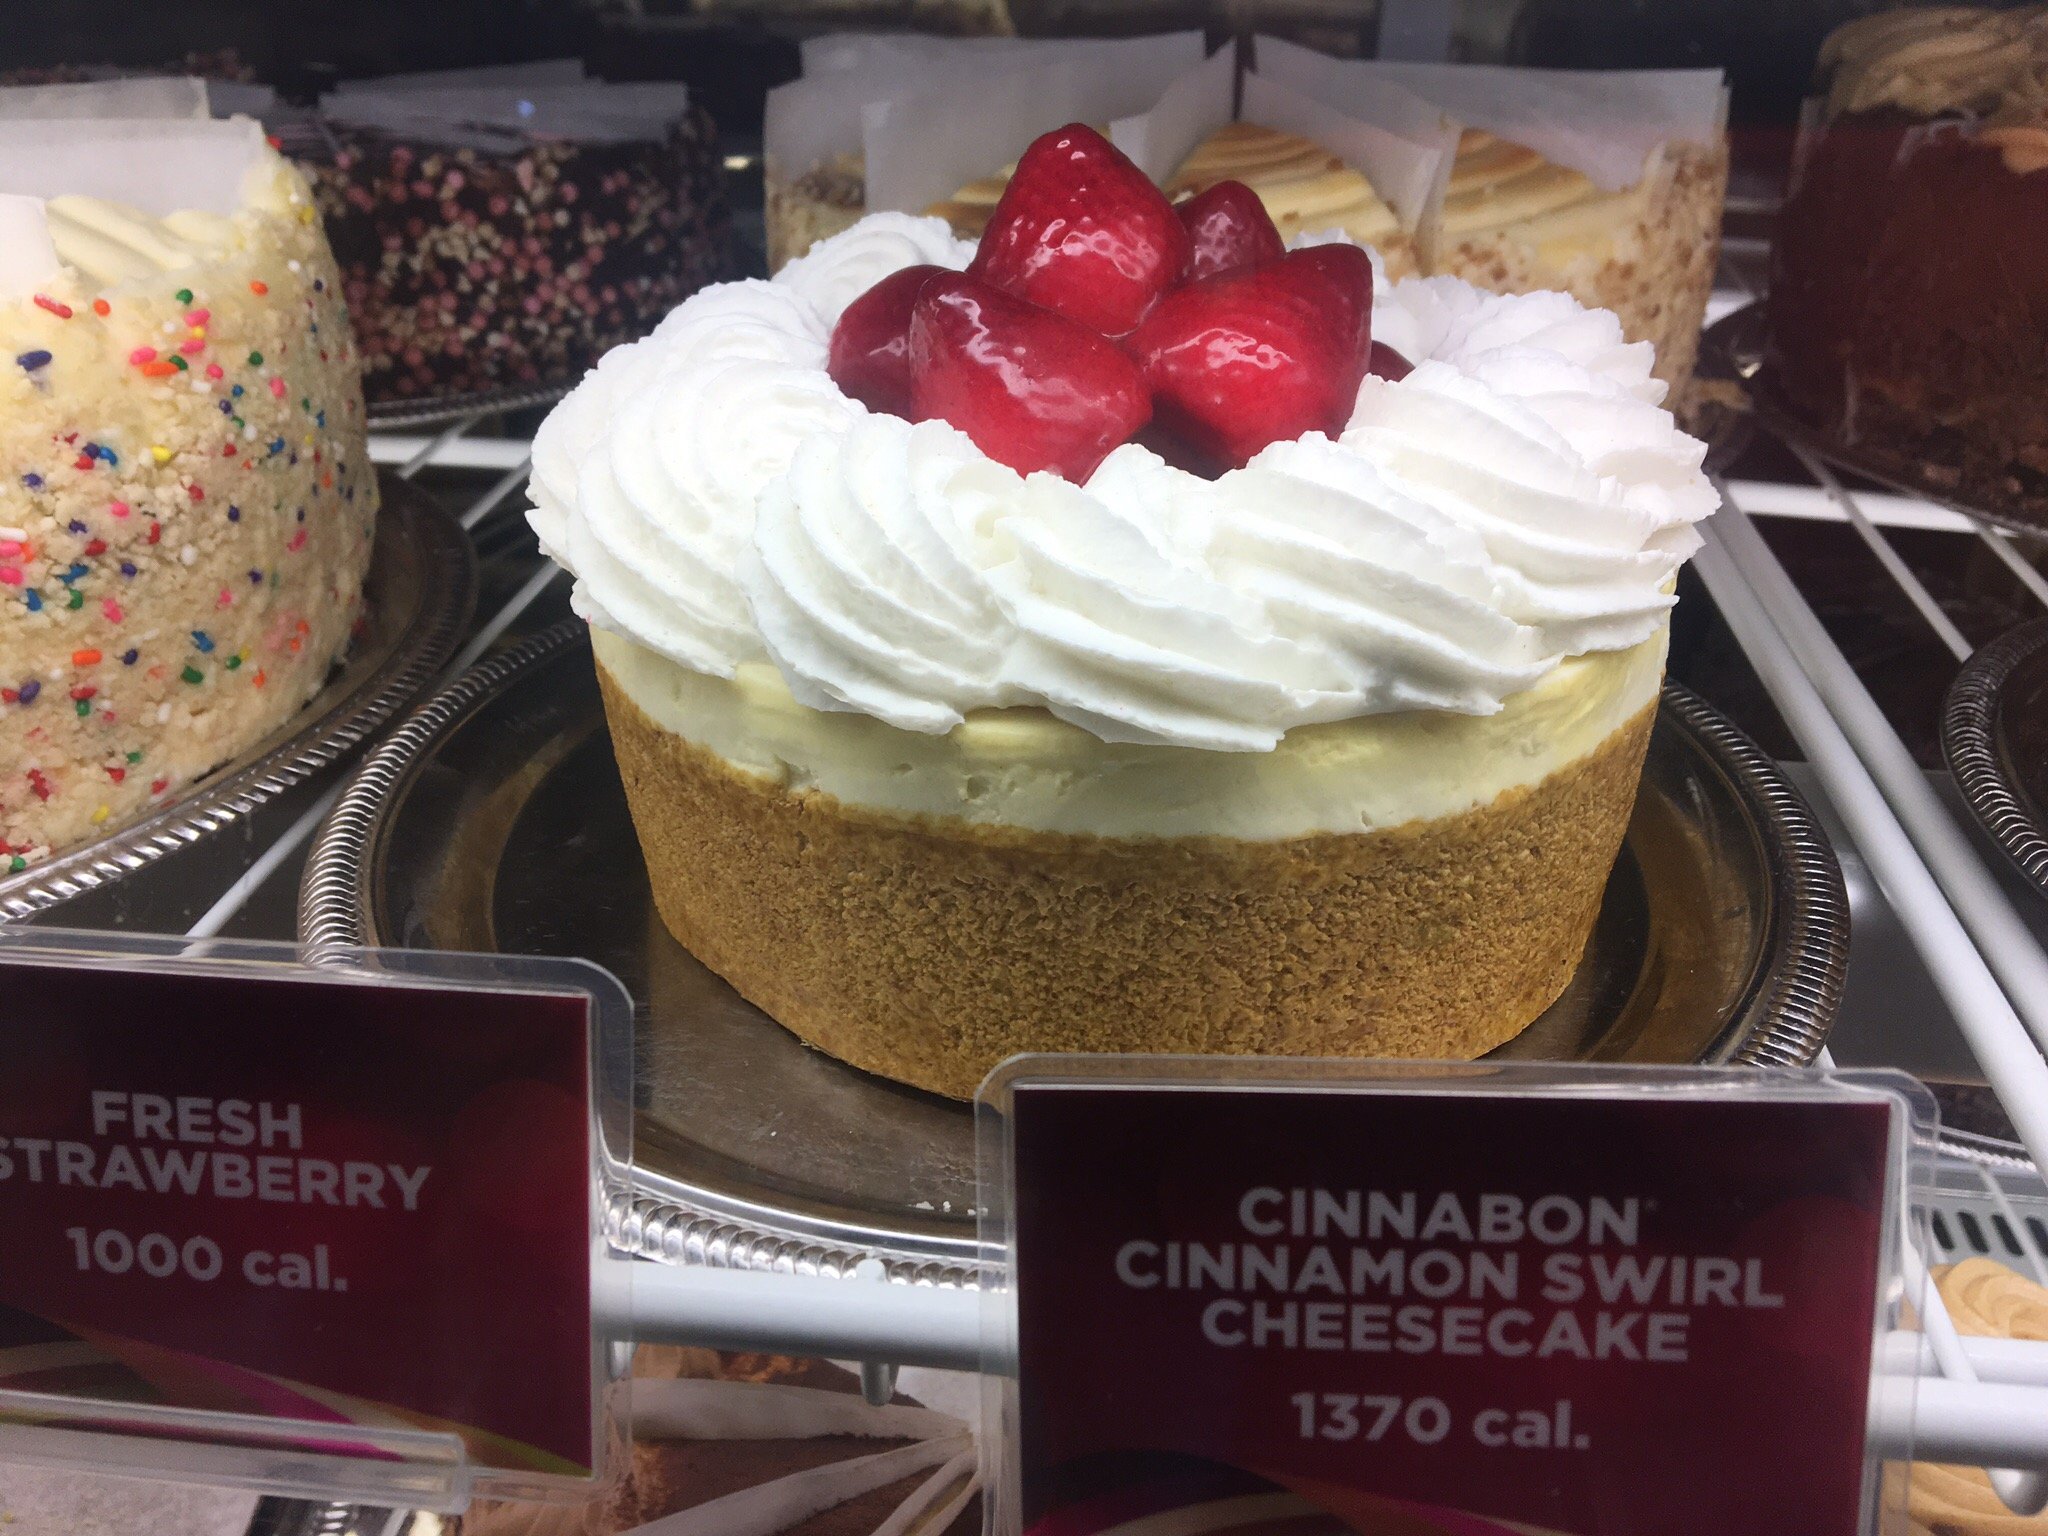 FRESH
STRAWBERRY
1000 cal.
CINNABON®
CINNAMON SWIRL
CHEESECAKE
1370 cal.